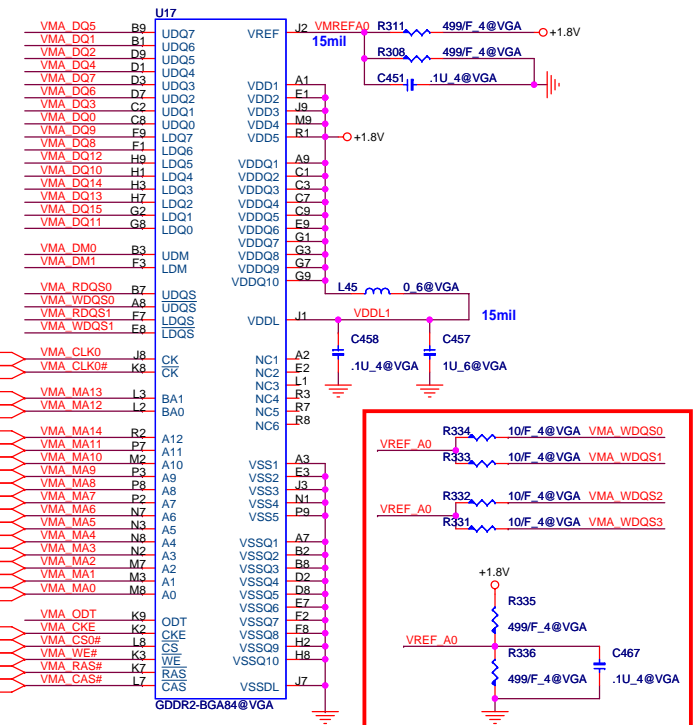 U17
VMA_DQ5 B9 UDQ7 VREF J2 VMREFA0 R311 499/F_4@VGA +1.8V
VMA_DQ1 B1 UDQ6 15mil
VMA_DQ2 D9 UDQ5 R308 499/F_4@VGA
VMA_DQ4 D1 UDQ4
VMA_DQ7 D3 UDQ3 VDD1 A1 C451 .1U_4@VGA
VMA_DQ6 D7 UDQ2 VDD2 E1
VMA_DQ3 C2 UDQ1 VDD3 J9
VMA_DQ0 C8 UDQ0 VDD4 M9
VMA_DQ9 F9 LDQ7 VDD5 R1 +1.8V
VMA_DQ8 F1 LDQ6
VMA_DQ12 H9 LDQ5 VDDQ1 A9
VMA_DQ10 H1 LDQ4 VDDQ2 C1
VMA_DQ14 H3 LDQ3 VDDQ3 C3
VMA_DQ13 H7 LDQ2 VDDQ4 C7
VMA_DQ15 G2 LDQ1 VDDQ5 C9
VMA_DQ11 G8 LDQ0 VDDQ6 E9
VDDQ7 G1
VMA_DM0 B3 UDM VDDQ8 G3
VMA_DM1 F3 LDM VDDQ9 G7
VDDQ10 G9
VMA_RDQS0 B7 UDQS L45 0_6@VGA
VMA_WDQS0 A8 UDQS
VMA_RDQS1 F7 LDQS VDDL J1 VDDL1 15mil
VMA_WDQS1 E8 LDQS
C458 C457
VMA_CLK0 J8 CK NC1 A2 .1U_4@VGA 1U_6@VGA
VMA_CLK0# K8 CK NC2 E2
NC3 L1
VMA_MA13 L3 BA1 NC4 R3
VMA_MA12 L2 BA0 NC5 R7
NC6 R8
VMA_MA14 R2 A12
VMA_MA11 P7 A11
VMA_MA10 M2 A10 VSS1 A3
VMA_MA9 P3 A9 VSS2 E3
VMA_MA8 P8 A8 VSS3 J3
VMA_MA7 P2 A7 VSS4 N1
VMA_MA6 N7 A6 VSS5 P9
VMA_MA5 N3 A5
VMA_MA4 N8 A4 VSSQ1 A7
VMA_MA3 N2 A3 VSSQ2 B2
VMA_MA2 M7 A2 VSSQ3 B8
VMA_MA1 M3 A1 VSSQ4 D2
VMA_MA0 M8 A0 VSSQ5 D8
VSSQ6 E7
VMA_ODT K9 ODT VSSQ7 F2
VMA_CKE K2 CKE VSSQ8 F8
VMA_CS0# L8 CS VSSQ9 H2
VMA_WE# K3 WE VSSQ10 H8
VMA_RAS# K7 RAS
VMA_CAS# L7 CAS VSSDL J7
GDDR2-BGA84@VGA
R334 10/F_4@VGA VMA_WDQS0
VREF_A0
R333 10/F_4@VGA VMA_WDQS1
R332 10/F_4@VGA VMA_WDQS2
VREF_A0
R331 10/F_4@VGA VMA_WDQS3
+1.8V
R335
499/F_4@VGA
VREF_A0
R336 C467
499/F_4@VGA .1U_4@VGA